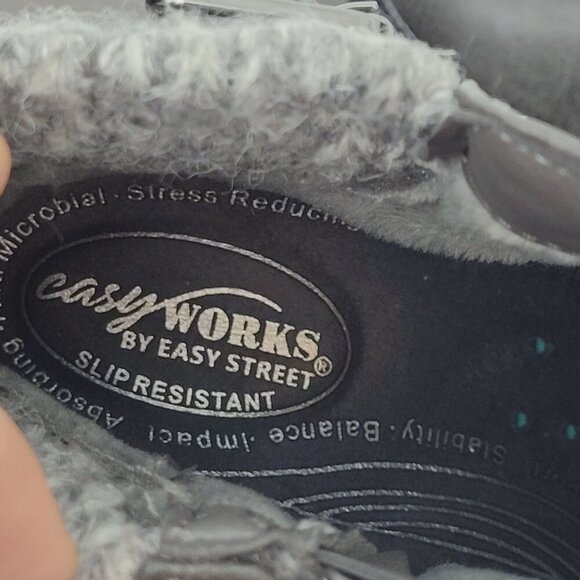 Microbial · Stress Reducing
easy WORKS®
BY EASY STREET
SLIP RESISTANT
Stability · Balance · Impact Absorbing